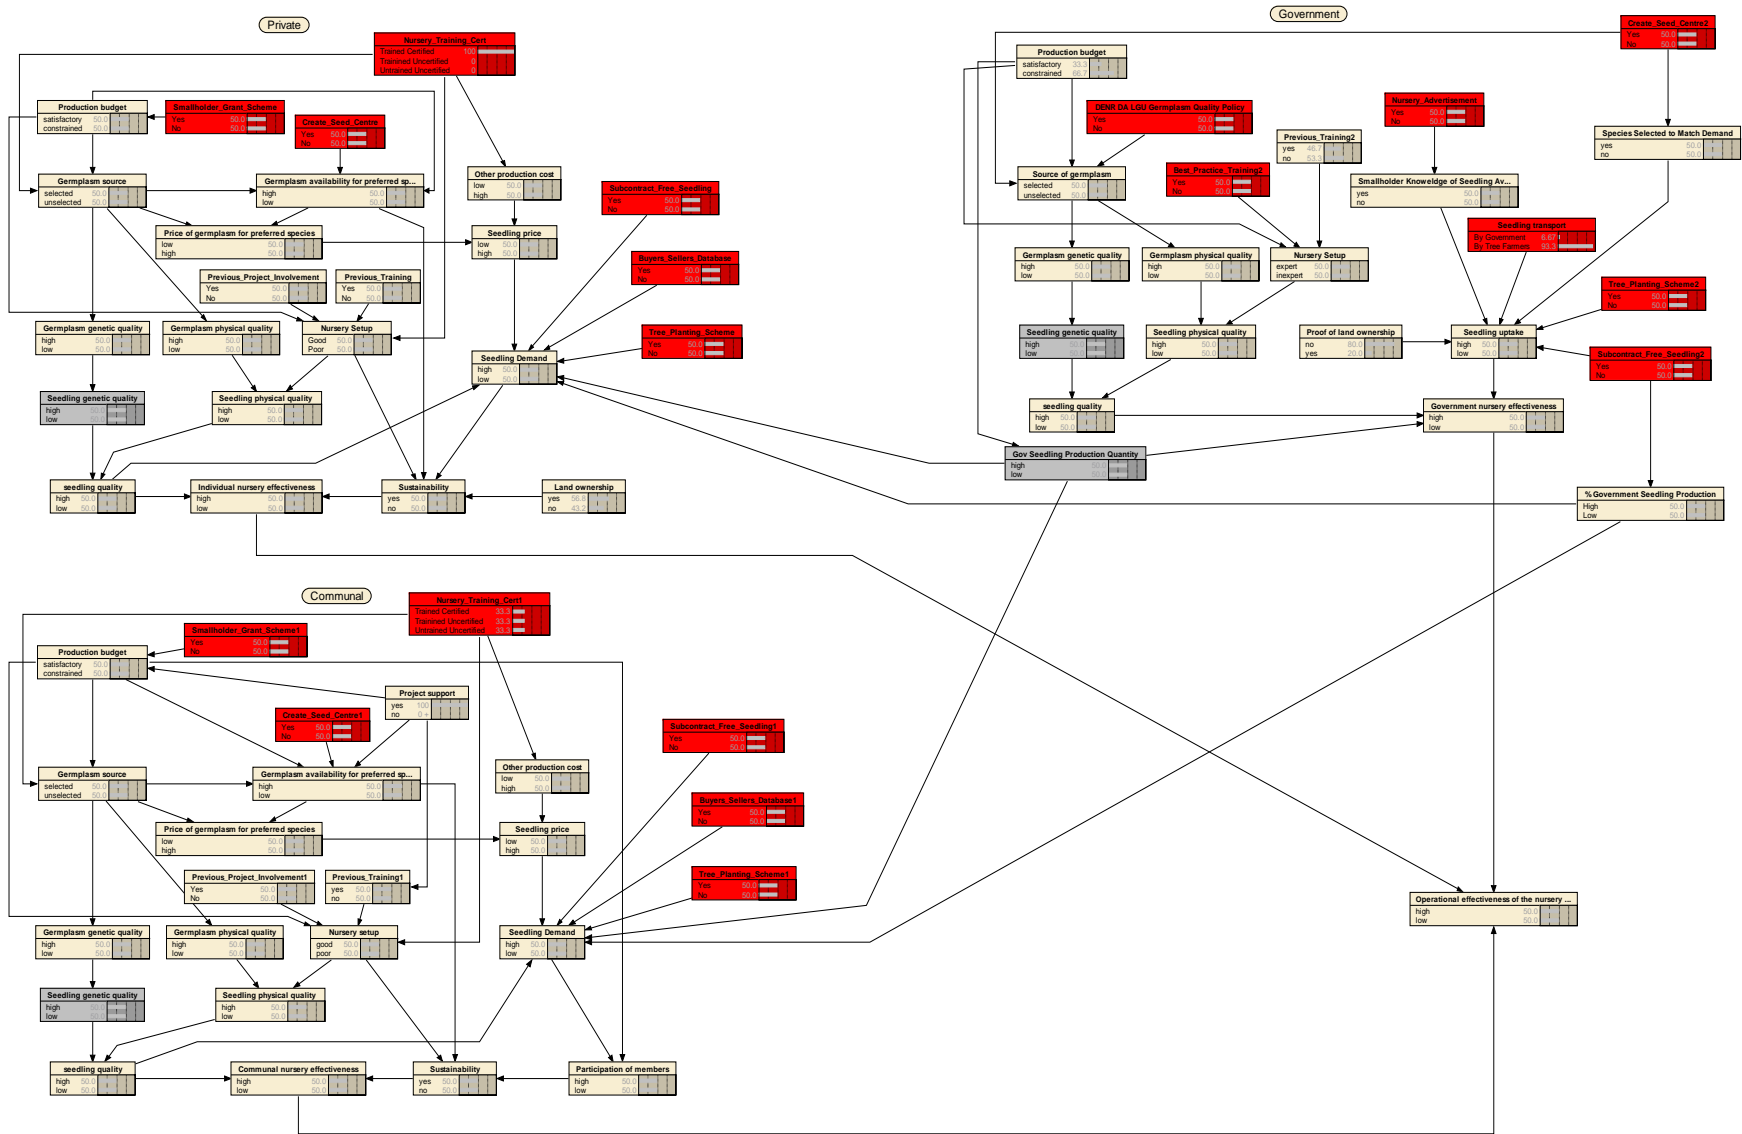 Private
Nursery_Training_Cert
Trained Certified 100
Trainined Uncertified 0
Untrained Uncertified 0
Production budget
satisfactory 50.0
constrained 50.0
Smallholder_Grant_Scheme
Yes 50.0
No 50.0
Create_Seed_Centre
Yes 50.0
No 50.0
Germplasm source
selected 50.0
unselected 50.0
Germplasm availability for preferred sp...
high 50.0
low 50.0
Other production cost
low 50.0
high 50.0
Subcontract_Free_Seedling
Yes 50.0
No 50.0
Price of germplasm for preferred species
low 50.0
high 50.0
Seedling price
low 50.0
high 50.0
Buyers_Sellers_Database
Yes 50.0
No 50.0
Previous_Project_Involvement
Yes 50.0
No 50.0
Previous_Training
Yes 50.0
No 50.0
Germplasm genetic quality
high 50.0
low 50.0
Germplasm physical quality
high 50.0
low 50.0
Nursery Setup
Good 50.0
Poor 50.0
Tree_Planting_Scheme
Yes 50.0
No 50.0
Seedling Demand
high 50.0
low 50.0
Seedling genetic quality
high 50.0
low 50.0
Seedling physical quality
high 50.0
low 50.0
seedling quality
high 50.0
low 50.0
Individual nursery effectiveness
high 50.0
low 50.0
Sustainability
yes 50.0
no 50.0
Land ownership
yes 56.8
no 43.2
Government
Create_Seed_Centre2
Yes 50.0
No 50.0
Production budget
satisfactory 33.3
constrained 66.7
DENR DA LGU Germplasm Quality Policy
Yes 50.0
No 50.0
Nursery_Advertisement
Yes 50.0
No 50.0
Previous_Training2
yes 46.7
no 53.3
Species Selected to Match Demand
yes 50.0
no 50.0
Source of germplasm
selected 50.0
unselected 50.0
Best_Practice_Training2
Yes 50.0
No 50.0
Smallholder Knoweldge of Seedling Av...
yes 50.0
no 50.0
Seedling transport
By Government 6.67
By Tree Farmers 93.3
Germplasm genetic quality
high 50.0
low 50.0
Germplasm physical quality
high 50.0
low 50.0
Nursery Setup
expert 50.0
inexpert 50.0
Tree_Planting_Scheme2
Yes 50.0
No 50.0
Seedling genetic quality
high 50.0
low 50.0
Seedling physical quality
high 50.0
low 50.0
Proof of land ownership
no 80.0
yes 20.0
Seedling uptake
high 50.0
low 50.0
Subcontract_Free_Seedling2
Yes 50.0
No 50.0
seedling quality
high 50.0
low 50.0
Government nursery effectiveness
high 50.0
low 50.0
Gov Seedling Production Quantity
high 50.0
low 50.0
% Government Seedling Production
High 50.0
Low 50.0
Communal
Nursery_Training_Cert1
Trained Certified 33.3
Trainined Uncertified 33.3
Untrained Uncertified 33.3
Smallholder_Grant_Scheme1
Yes 50.0
No 50.0
Production budget
satisfactory 50.0
constrained 50.0
Project support
yes 100
no 0 +
Create_Seed_Centre1
Yes 50.0
No 50.0
Subcontract_Free_Seedling1
Yes 50.0
No 50.0
Germplasm source
selected 50.0
unselected 50.0
Germplasm availability for preferred sp...
high 50.0
low 50.0
Other production cost
low 50.0
high 50.0
Buyers_Sellers_Database1
Yes 50.0
No 50.0
Price of germplasm for preferred species
low 50.0
high 50.0
Seedling price
low 50.0
high 50.0
Previous_Project_Involvement1
Yes 50.0
No 50.0
Previous_Training1
yes 50.0
no 50.0
Tree_Planting_Scheme1
Yes 50.0
No 50.0
Germplasm genetic quality
high 50.0
low 50.0
Germplasm physical quality
high 50.0
low 50.0
Nursery setup
good 50.0
poor 50.0
Seedling Demand
high 50.0
low 50.0
Operational effectiveness of the nursery ...
high 50.0
low 50.0
Seedling genetic quality
high 50.0
low 50.0
Seedling physical quality
high 50.0
low 50.0
seedling quality
high 50.0
low 50.0
Communal nursery effectiveness
high 50.0
low 50.0
Sustainability
yes 50.0
no 50.0
Participation of members
high 50.0
low 50.0